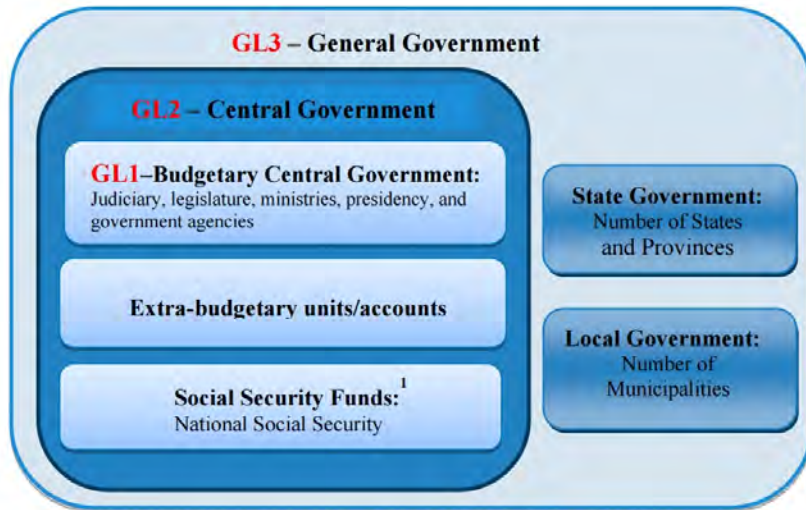 GL3 – General Government
GL2 – Central Government
GL1–Budgetary Central Government:
Judiciary, legislature, ministries, presidency, and
government agencies
Extra-budgetary units/accounts
Social Security Funds:1
National Social Security
State Government:
Number of States
and Provinces
Local Government:
Number of
Municipalities